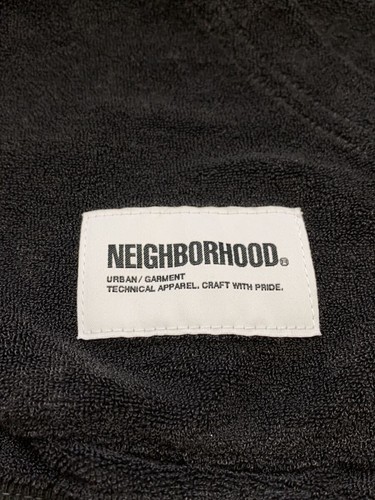 NEIGHBORHOOD®
URBAN / GARMENT
TECHNICAL APPAREL. CRAFT WITH PRIDE.